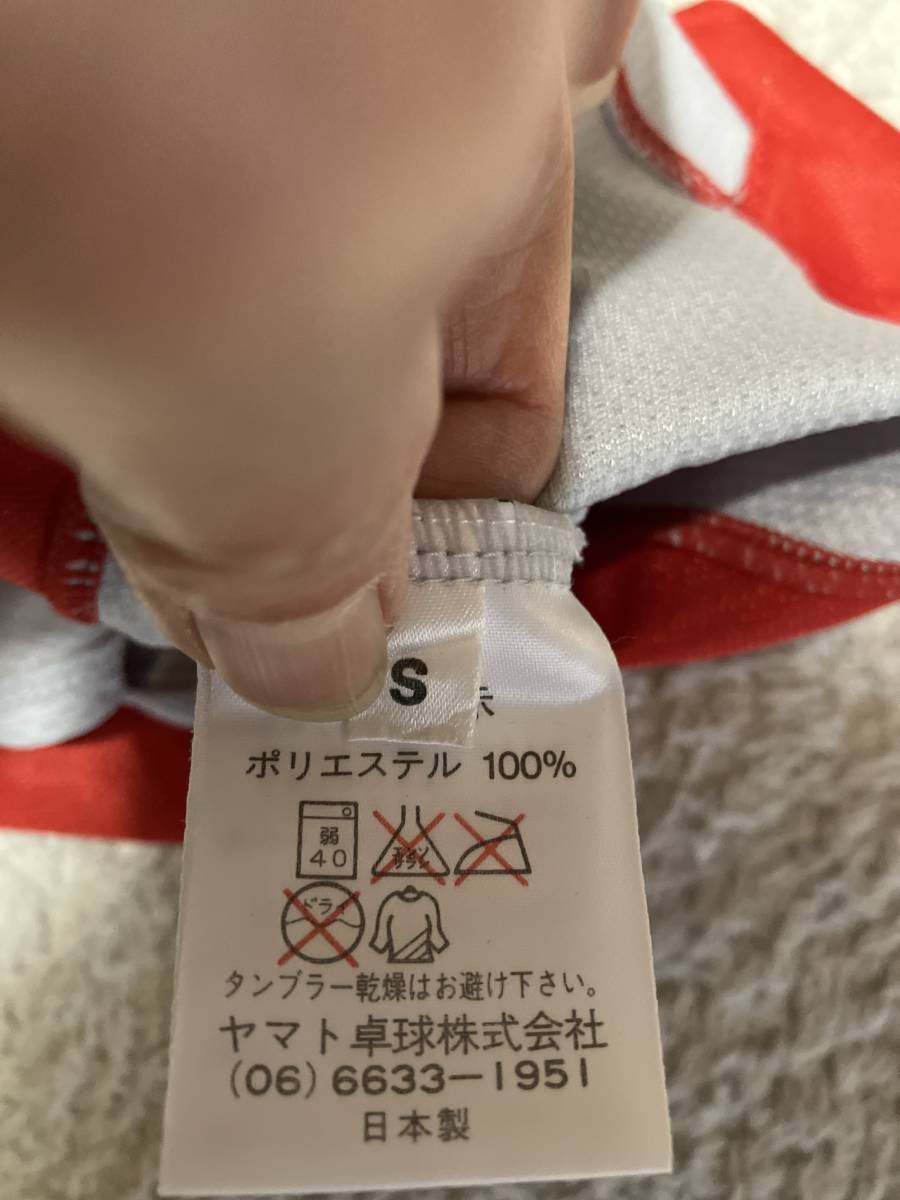 S
示
ポリエステル 100%
弱
40
ドライ
タンブラー乾燥はお避け下さい。
ヤマト卓球株式会社
(06) 6633-1951
日本製